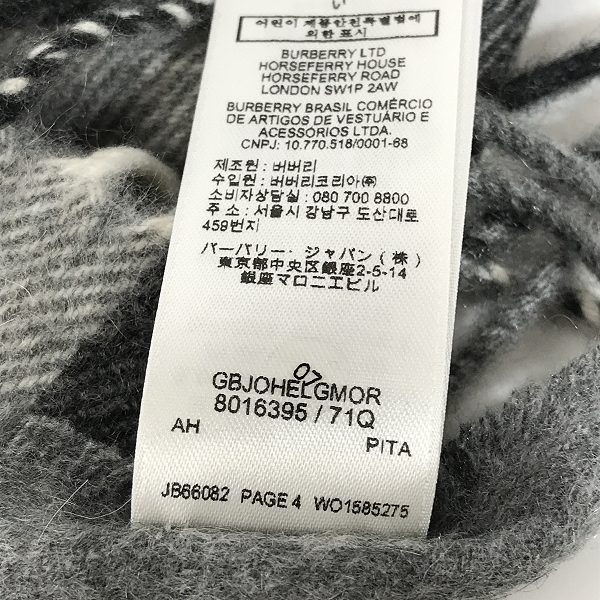 い
어린이 제품안전특별법에
의한 표시
BURBERRY LTD
HORSEFERRY HOUSE
HORSEFERRY ROAD
LONDON SW1P 2AW
BURBERRY BRASIL COMÉRCIO
DE ARTIGOS DE VESTUÁRIO E
ACESSÓRIOS LTDA.
CNPJ: 10.770.518/0001-68
제조원 : 버버리
수입원 : 버버리코리아㈜
소비자상담실 : 080 700 8800
주 소 : 서울시 강남구 도산대로
459번지
バーバリー・ジャパン(株)
東京都中央区銀座2-5-14
銀座マロニエビル
GBJOHELGMOR
8016395 / 71Q
AH
PITA
JB66082 PAGE 4 WO1585275